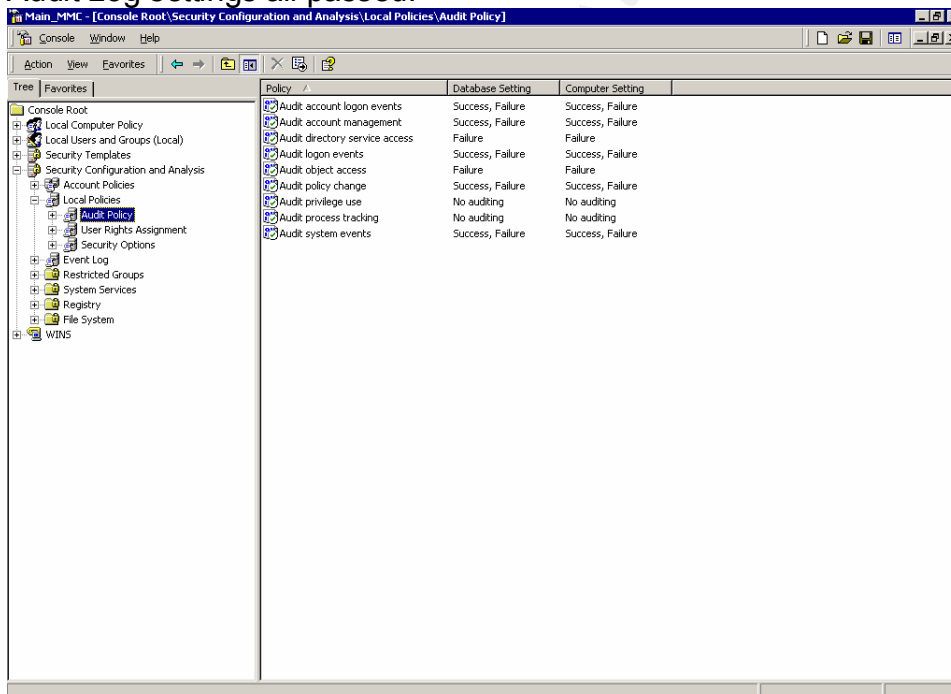 Audit Log settings all passed.
Main_MMC - [Console Root\Security Configuration and Analysis\Local Policies\Audit Policy]
Console Window Help
Action View Favorites
Tree Favorites
Policy Database Setting Computer Setting
Console Root
Local Computer Policy
Local Users and Groups (Local)
Security Templates
Security Configuration and Analysis
Account Policies
Local Policies
Audit Policy
User Rights Assignment
Security Options
Event Log
Restricted Groups
System Services
Registry
File System
WINS
Audit account logon events Success, Failure Success, Failure
Audit account management Success, Failure Success, Failure
Audit directory service access Failure Failure
Audit logon events Success, Failure Success, Failure
Audit object access Failure Failure
Audit policy change Success, Failure Success, Failure
Audit privilege use No auditing No auditing
Audit process tracking No auditing No auditing
Audit system events Success, Failure Success, Failure